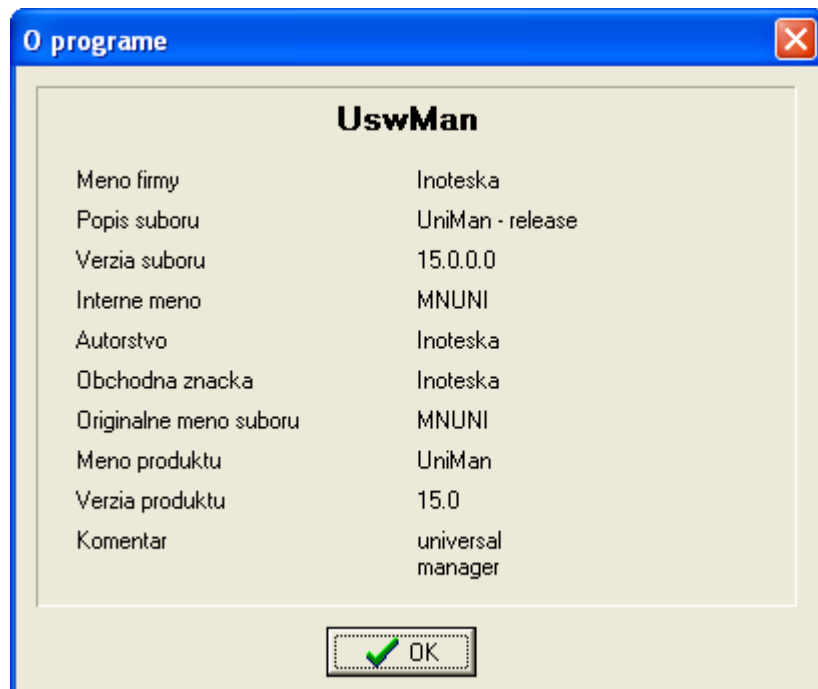 O programe
UswMan
Meno firmy Inoteska
Popis suboru UniMan - release
Verzia suboru 15.0.0.0
Interne meno MNUNI
Autorstvo Inoteska
Obchodna znacka Inoteska
Originalne meno suboru MNUNI
Meno produktu UniMan
Verzia produktu 15.0
Komentar universal
manager
OK